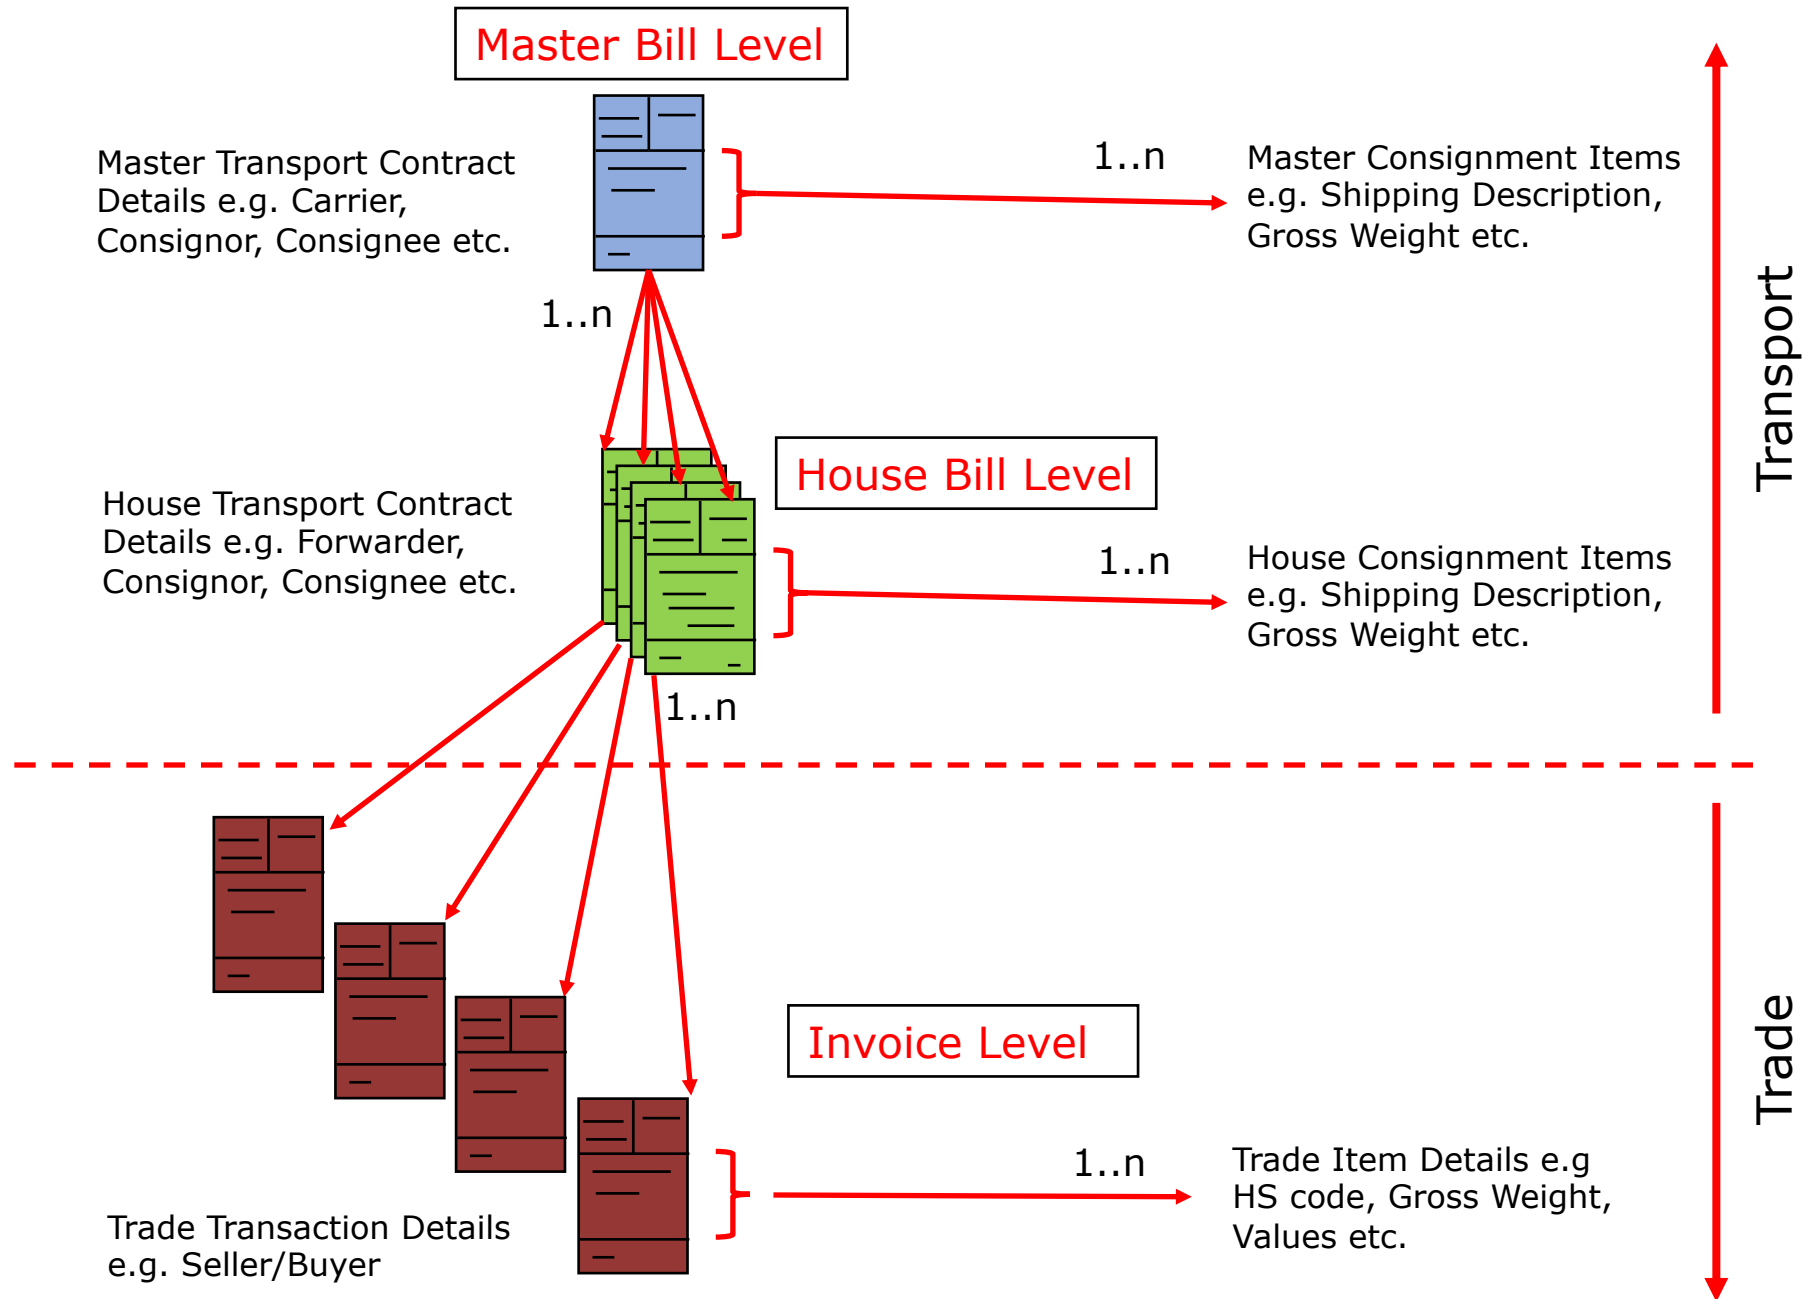 Master Bill Level
Master Transport Contract
Details e.g. Carrier,
Consignor, Consignee etc.
1..n
Master Consignment Items
e.g. Shipping Description,
Gross Weight etc.
1..n
Transport
House Bill Level
House Transport Contract
Details e.g. Forwarder,
Consignor, Consignee etc.
1..n
House Consignment Items
e.g. Shipping Description,
Gross Weight etc.
1..n
Invoice Level
Trade
1..n
Trade Item Details e.g
HS code, Gross Weight,
Values etc.
Trade Transaction Details
e.g. Seller/Buyer